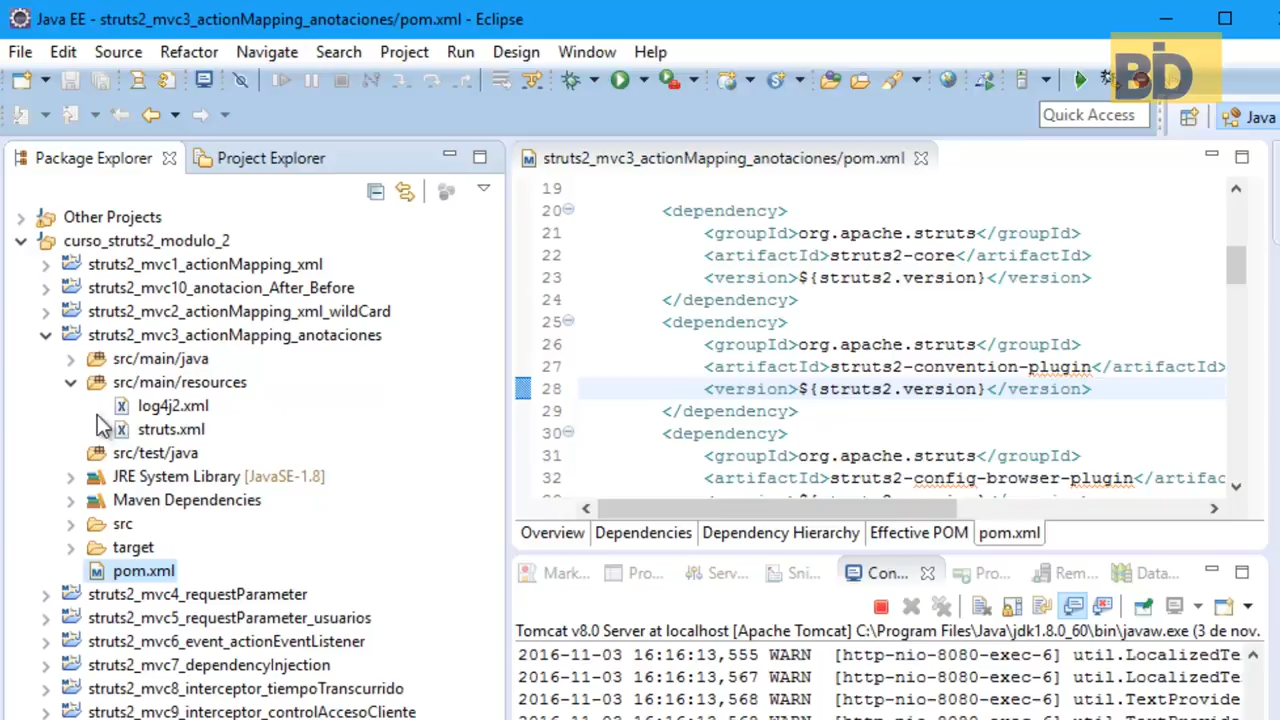 Java EE - struts2_mvc3_actionMapping_anotaciones/pom.xml - Eclipse
File Edit Source Refactor Navigate Search Project Run Design Window Help
BD
Quick Access
Java
Package Explorer
Project Explorer
Other Projects
curso_struts2_modulo_2
struts2_mvc1_actionMapping_xml
struts2_mvc10_anotacion_After_Before
struts2_mvc2_actionMapping_xml_wildCard
struts2_mvc3_actionMapping_anotaciones
src/main/java
src/main/resources
log4j2.xml
struts.xml
src/test/java
JRE System Library [JavaSE-1.8]
Maven Dependencies
src
target
pom.xml
struts2_mvc4_requestParameter
struts2_mvc5_requestParameter_usuarios
struts2_mvc6_event_actionEventListener
struts2_mvc7_dependencyInjection
struts2_mvc8_interceptor_tiempoTranscurrido
struts2_mvc9_interceptor_controlAccesoCliente
struts2_mvc3_actionMapping_anotaciones/pom.xml
19
20 <dependency>
21 <groupId>org.apache.struts</groupId>
22 <artifactId>struts2-core</artifactId>
23 <version>${struts2.version}</version>
24 </dependency>
25 <dependency>
26 <groupId>org.apache.struts</groupId>
27 <artifactId>struts2-convention-plugin</artifactId>
28 <version>${struts2.version}</version>
29 </dependency>
30 <dependency>
31 <groupId>org.apache.struts</groupId>
32 <artifactId>struts2-config-browser-plugin</artifac
Overview Dependencies Dependency Hierarchy Effective POM pom.xml
Mark... Pro... Serv... Sni... Con... Pro... Rem... Data...
Tomcat v8.0 Server at localhost [Apache Tomcat] C:\Program Files\Java\jdk1.8.0_60\bin\javaw.exe (3 de nov.
2016-11-03 16:16:13,555 WARN [http-nio-8080-exec-6] util.LocalizedTe
2016-11-03 16:16:13,567 WARN [http-nio-8080-exec-6] util.LocalizedTe
2016-11-03 16:16:13,568 WARN [http-nio-8080-exec-6] util.TextProvide